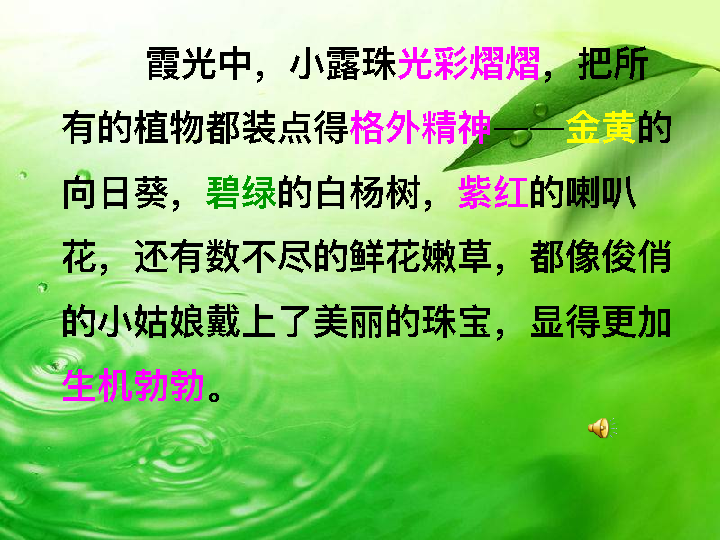 霞光中，小露珠光彩熠熠，把所
有的植物都装点得格外精神——金黄的
向日葵，碧绿的白杨树，紫红的喇叭
花，还有数不尽的鲜花嫩草，都像俊俏
的小姑娘戴上了美丽的珠宝，显得更加
生机勃勃。